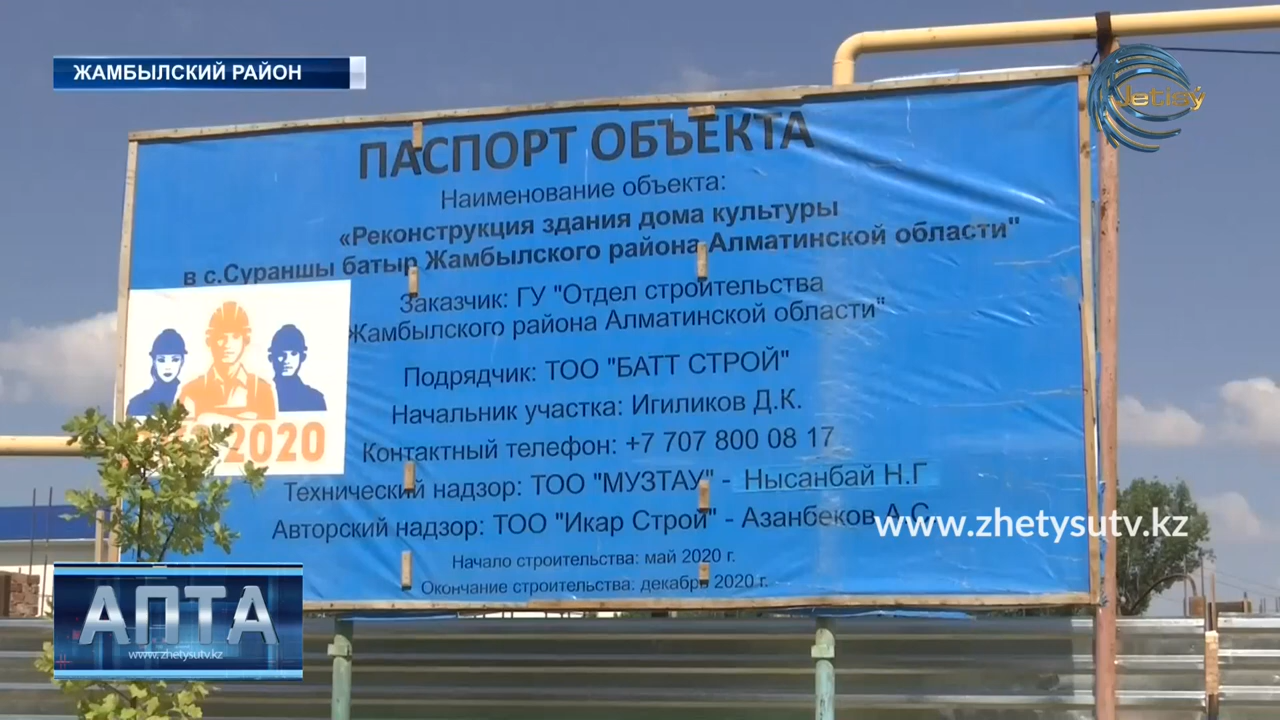 ЖАМБЫЛСКИЙ РАЙОН
Jetisý
ПАСПОРТ ОБЪЕКТА
Наименование объекта:
«Реконструкция здания дома культуры
в с.Сураншы батыр Жамбылского района Алматинской области"
Заказчик: ГУ "Отдел строительства
Жамбылского района Алматинской области"
Подрядчик: ТОО "БАТТ СТРОЙ"
Начальник участка: Игиликов Д.К.
Контактный телефон: +7 707 800 08 17
2020
Технический надзор: ТОО "МУЗТАУ" - Нысанбай Н.Г
Авторский надзор: ТОО "Икар Строй" - Азанбеков А.С.
www.zhetysutv.kz
Начало строительства: май 2020 г.
Окончание строительства: декабрь 2020 г.
АПТА
www.zhetysutv.kz